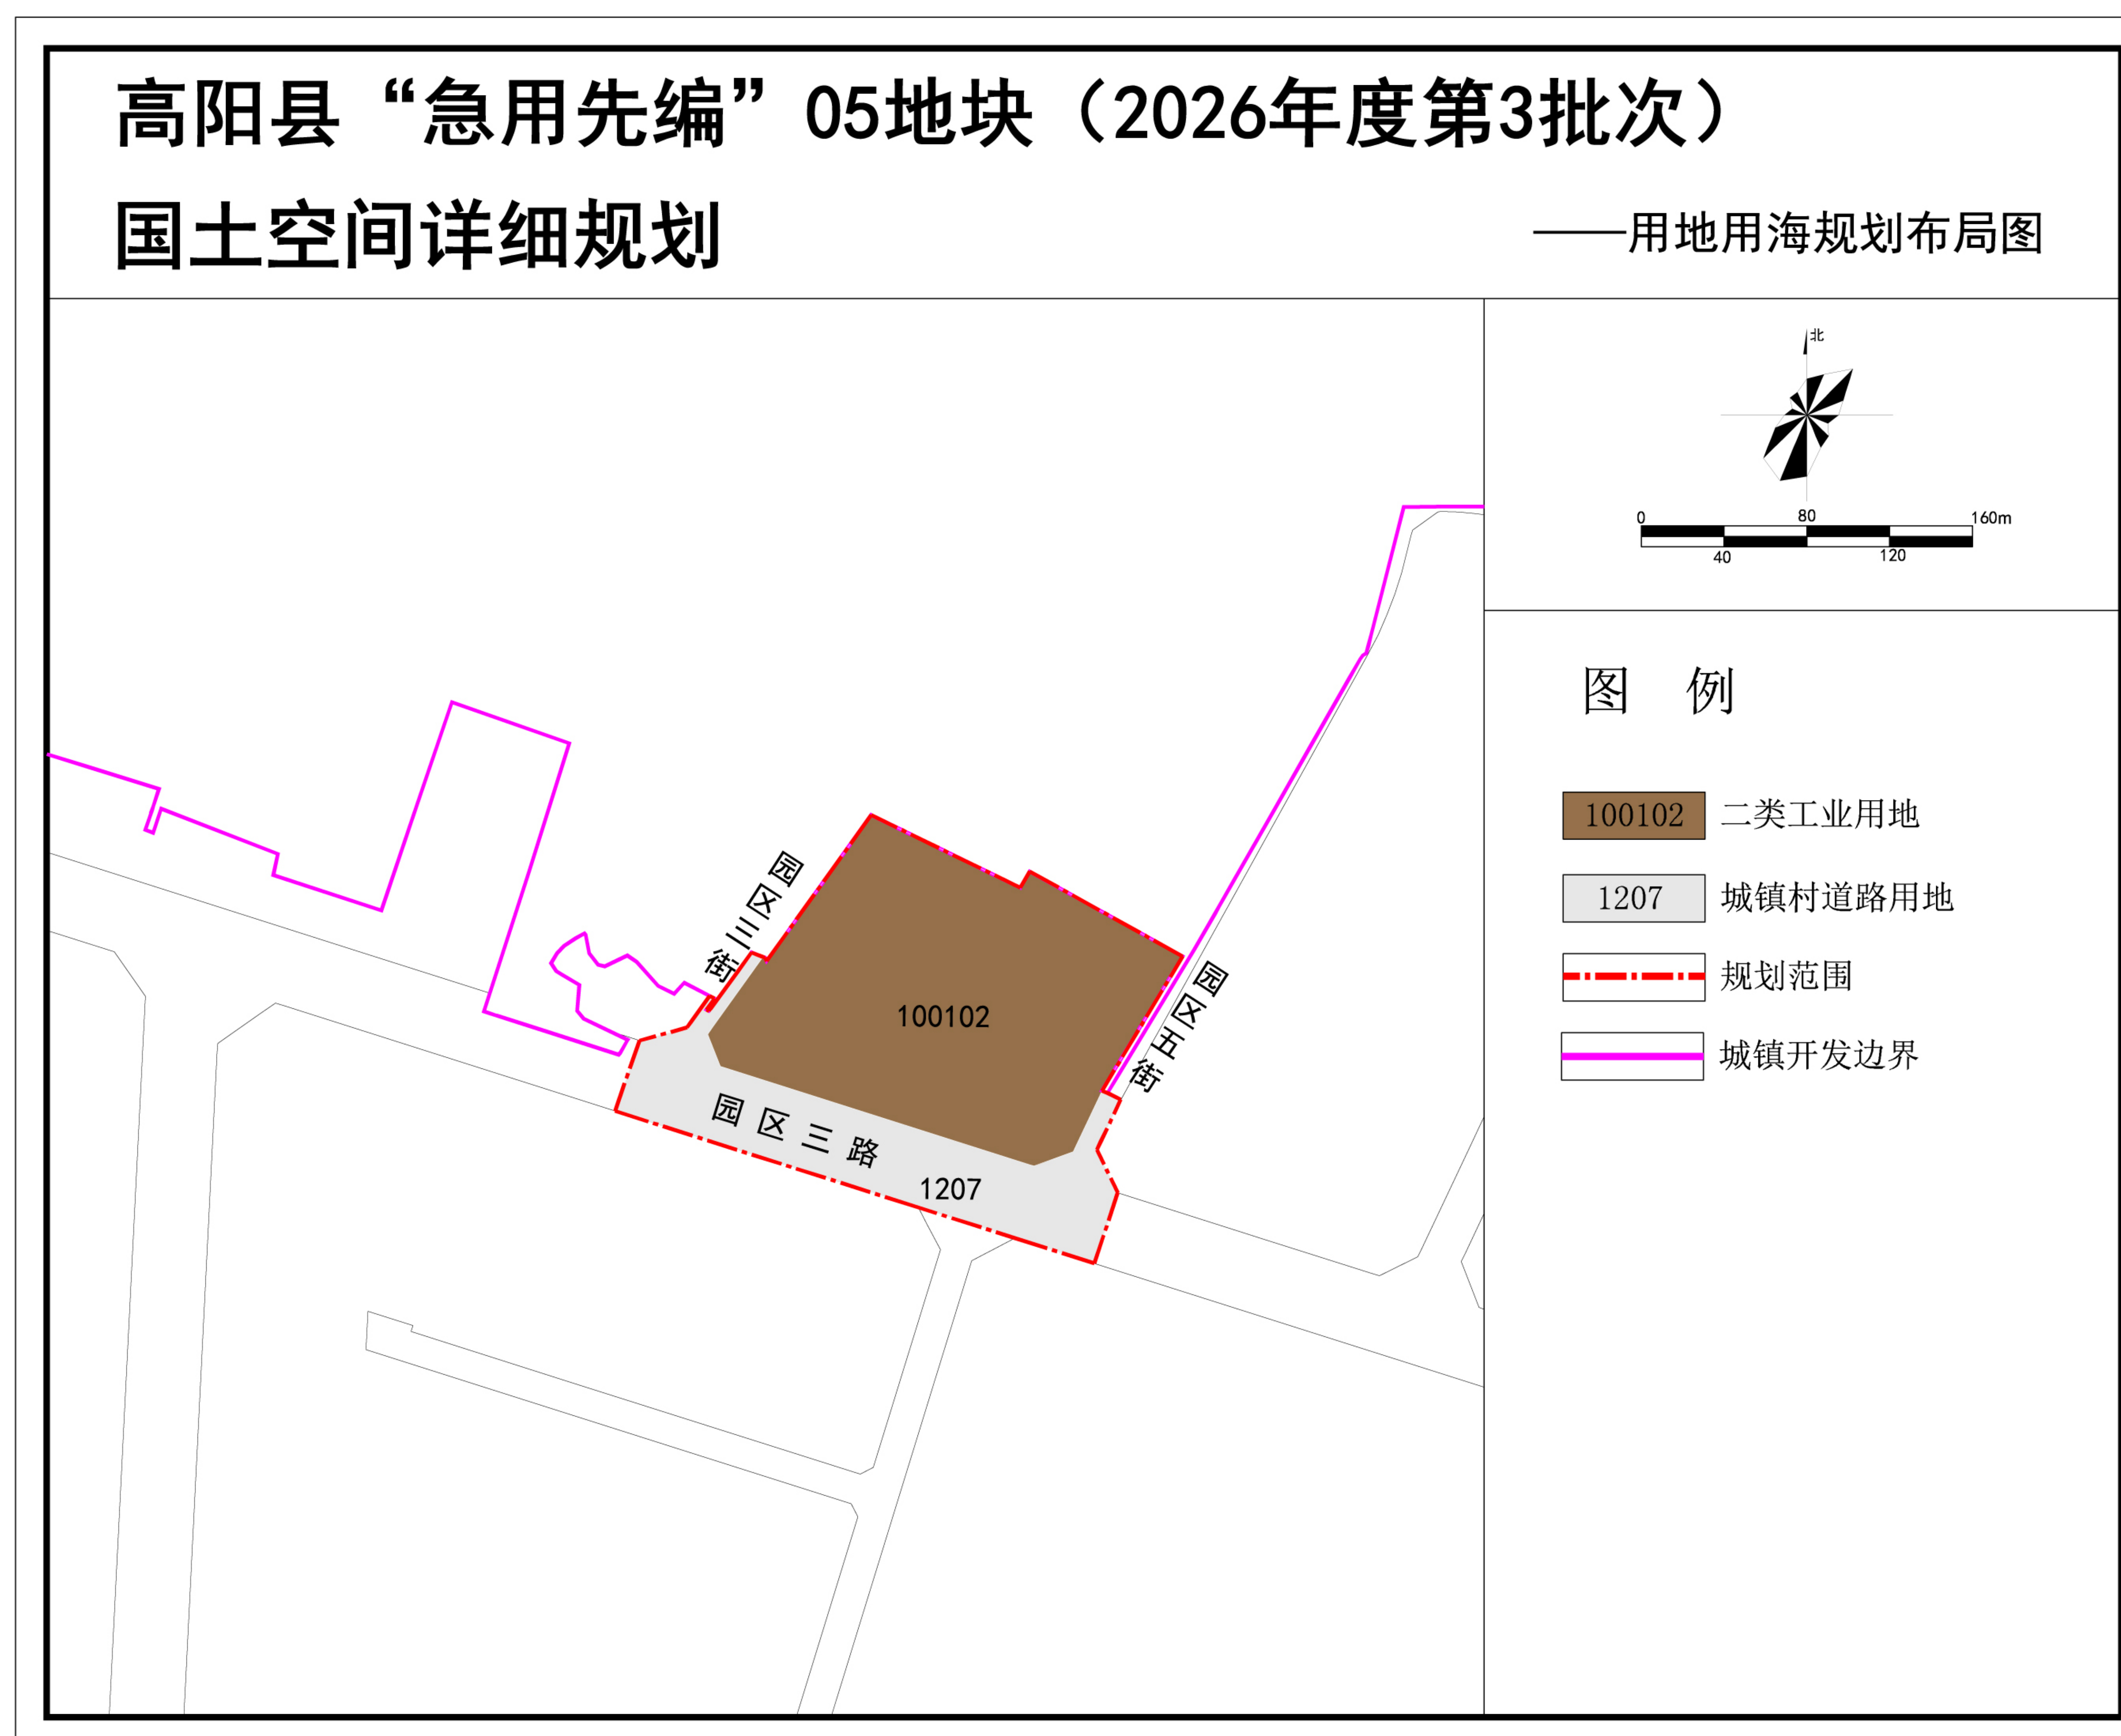 高阳县“急用先编”05地块（2026年度第3批次）
国土空间详细规划
——用地用海规划布局图
北
0 80 160m
40 120
图 例
100102 二类工业用地
1207 城镇村道路用地
规划范围
城镇开发边界
园区三街
100102
园区五街
园区三路
1207